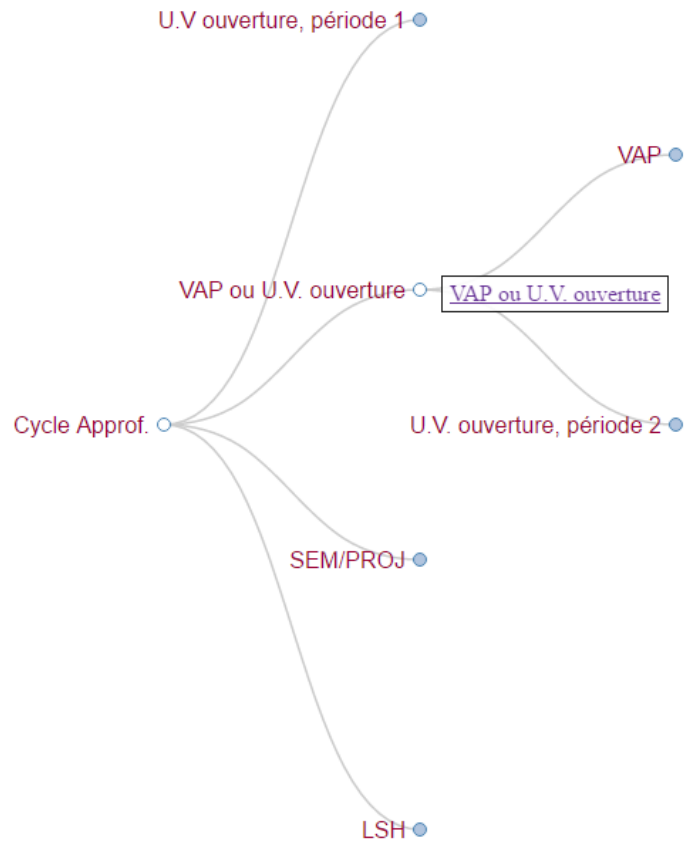 U.V ouverture, période 1
VAP
VAP ou U.V. ouverture
VAP ou U.V. ouverture
Cycle Approf.
U.V. ouverture, période 2
SEM/PROJ
LSH